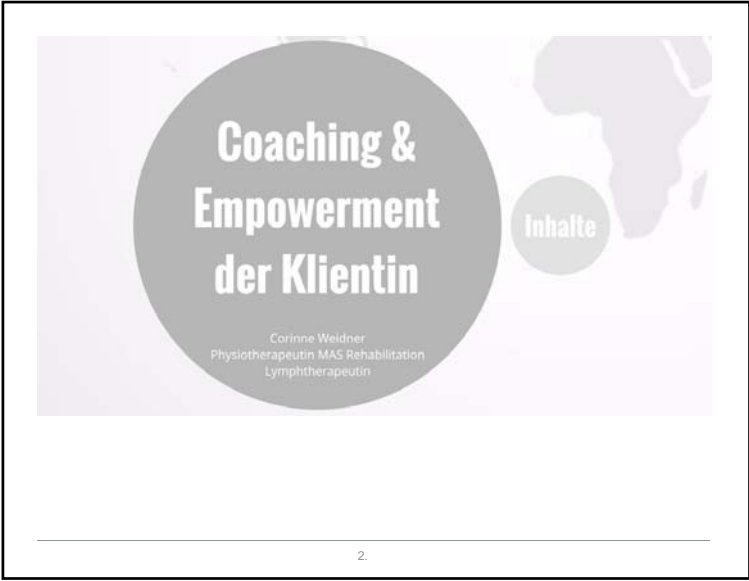 Coaching &
Empowerment
der Klientin
Inhalte
Corinne Weidner
Physiotherapeutin MAS Rehabilitation
Lymphtherapeutin
2.